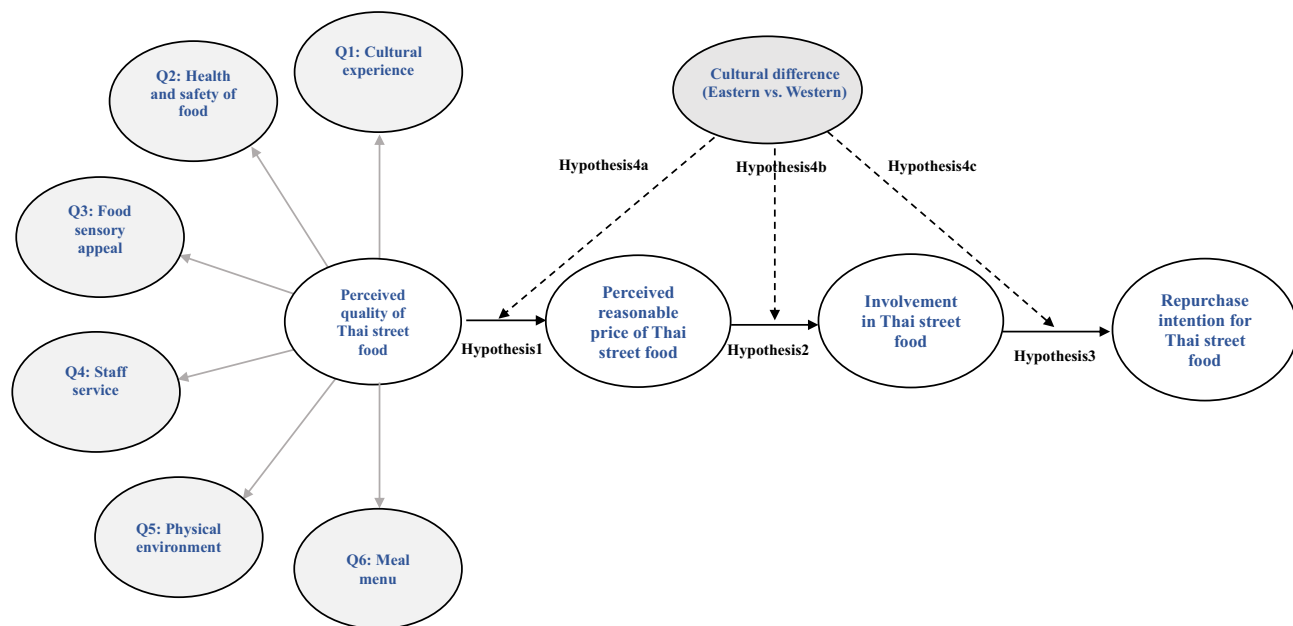 Q1: Cultural
experience
Q2: Health
and safety of
food
Cultural difference
(Eastern vs. Western)
Hypothesis4a
Hypothesis4b
Hypothesis4c
Q3: Food
sensory
appeal
Perceived
quality of
Thai street
food
Hypothesis1
Perceived
reasonable
price of Thai
street food
Hypothesis2
Involvement
in Thai street
food
Hypothesis3
Repurchase
intention for
Thai street
food
Q4: Staff
service
Q5: Physical
environment
Q6: Meal
menu